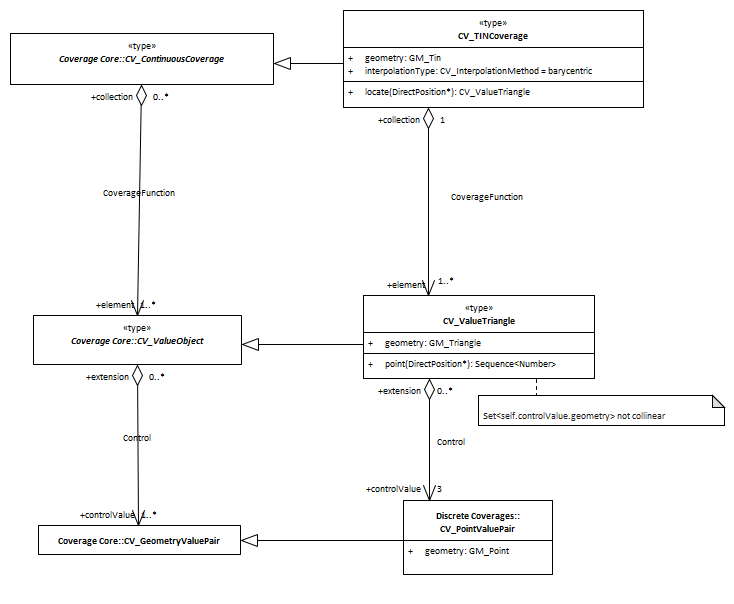 «type»
Coverage Core::CV_ContinuousCoverage
«type»
CV_TINCoverage
+ geometry: GM_Tin
+ interpolationType: CV_InterpolationMethod = barycentric
+ locate(DirectPosition*): CV_ValueTriangle
+collection 0..*
+collection 1
CoverageFunction
CoverageFunction
+element 1..*
+element 1..*
«type»
Coverage Core::CV_ValueObject
«type»
CV_ValueTriangle
+ geometry: GM_Triangle
+ point(DirectPosition*): Sequence<Number>
+extension 0..*
+extension 0..*
Set<self.controlValue.geometry> not collinear
Control
Control
+controlValue 1..*
+controlValue 3
Coverage Core::CV_GeometryValuePair
Discrete Coverages::
CV_PointValuePair
+ geometry: GM_Point